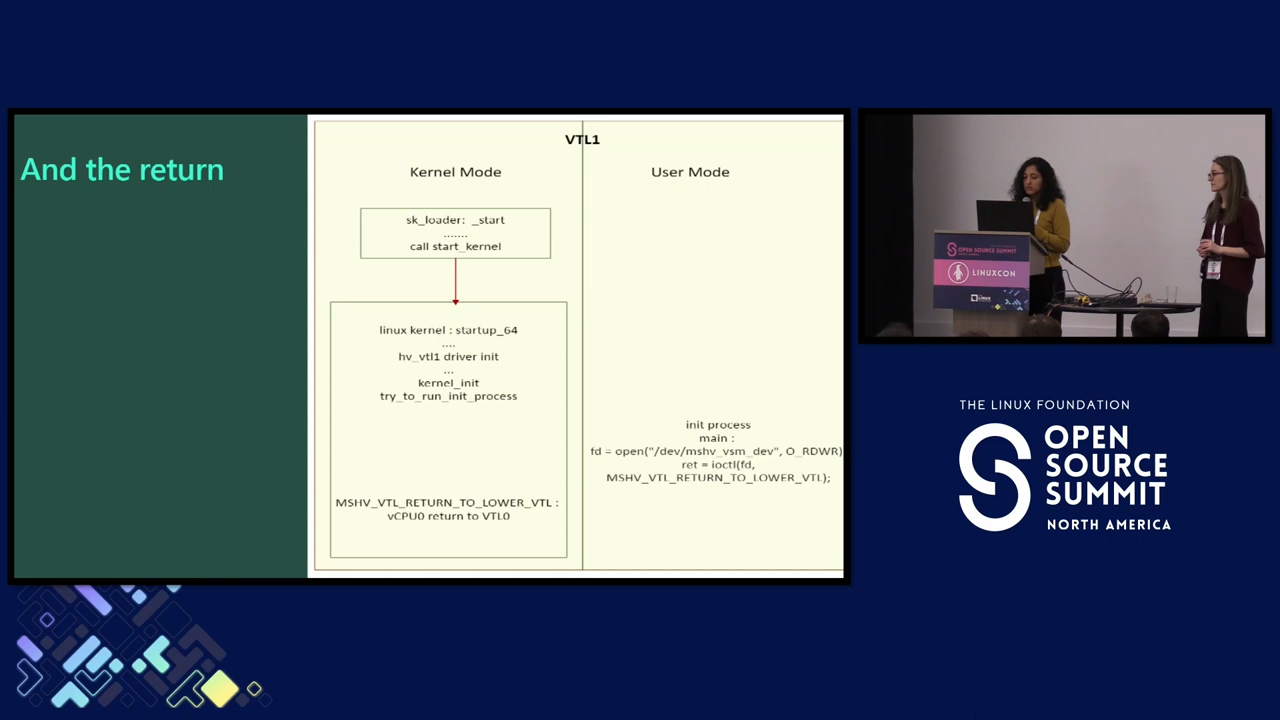 And the return
VTL1
Kernel Mode
User Mode
sk_loader: _start
.......
call start_kernel
linux kernel : startup_64
....
hv_vtl1 driver init
...
kernel_init
try_to_run_init_process
init process
main :
fd = open("/dev/mshv_vsm_dev", O_RDWR)
ret = ioctl(fd,
MSHV_VTL_RETURN_TO_LOWER_VTL);
MSHV_VTL_RETURN_TO_LOWER_VTL :
vCPU0 return to VTL0
OPEN SOURCE SUMMIT
LINUXCON
THE LINUX FOUNDATION
OPEN
SOURCE
SUMMIT
NORTH AMERICA